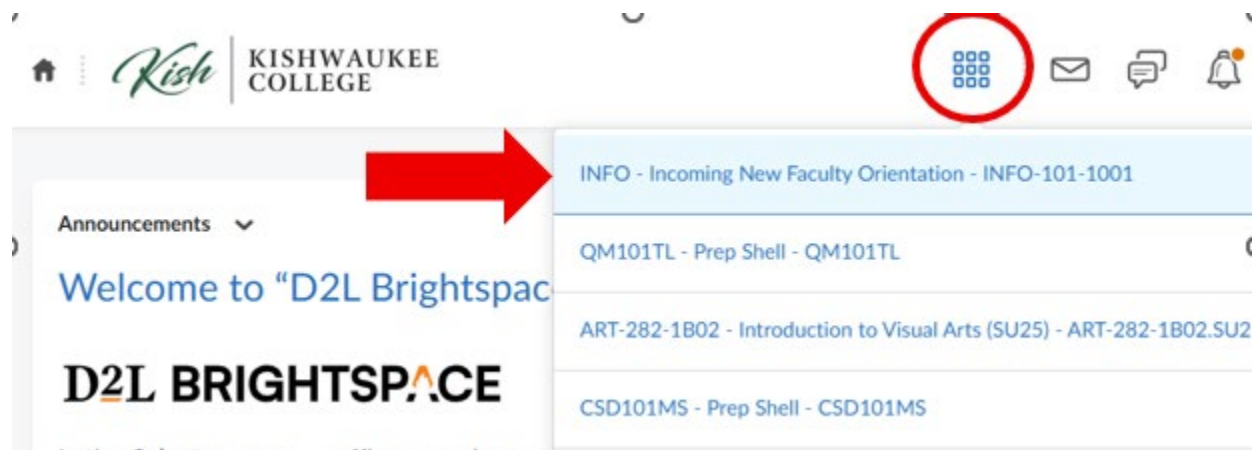 Kish
KISHWAUKEE
COLLEGE
INFO - Incoming New Faculty Orientation - INFO-101-1001
Announcements
QM101TL - Prep Shell - QM101TL
Welcome to “D2L Brightspac
ART-282-1B02 - Introduction to Visual Arts (SU25) - ART-282-1B02.SU2
D2L BRIGHTSPACE
CSD101MS - Prep Shell - CSD101MS